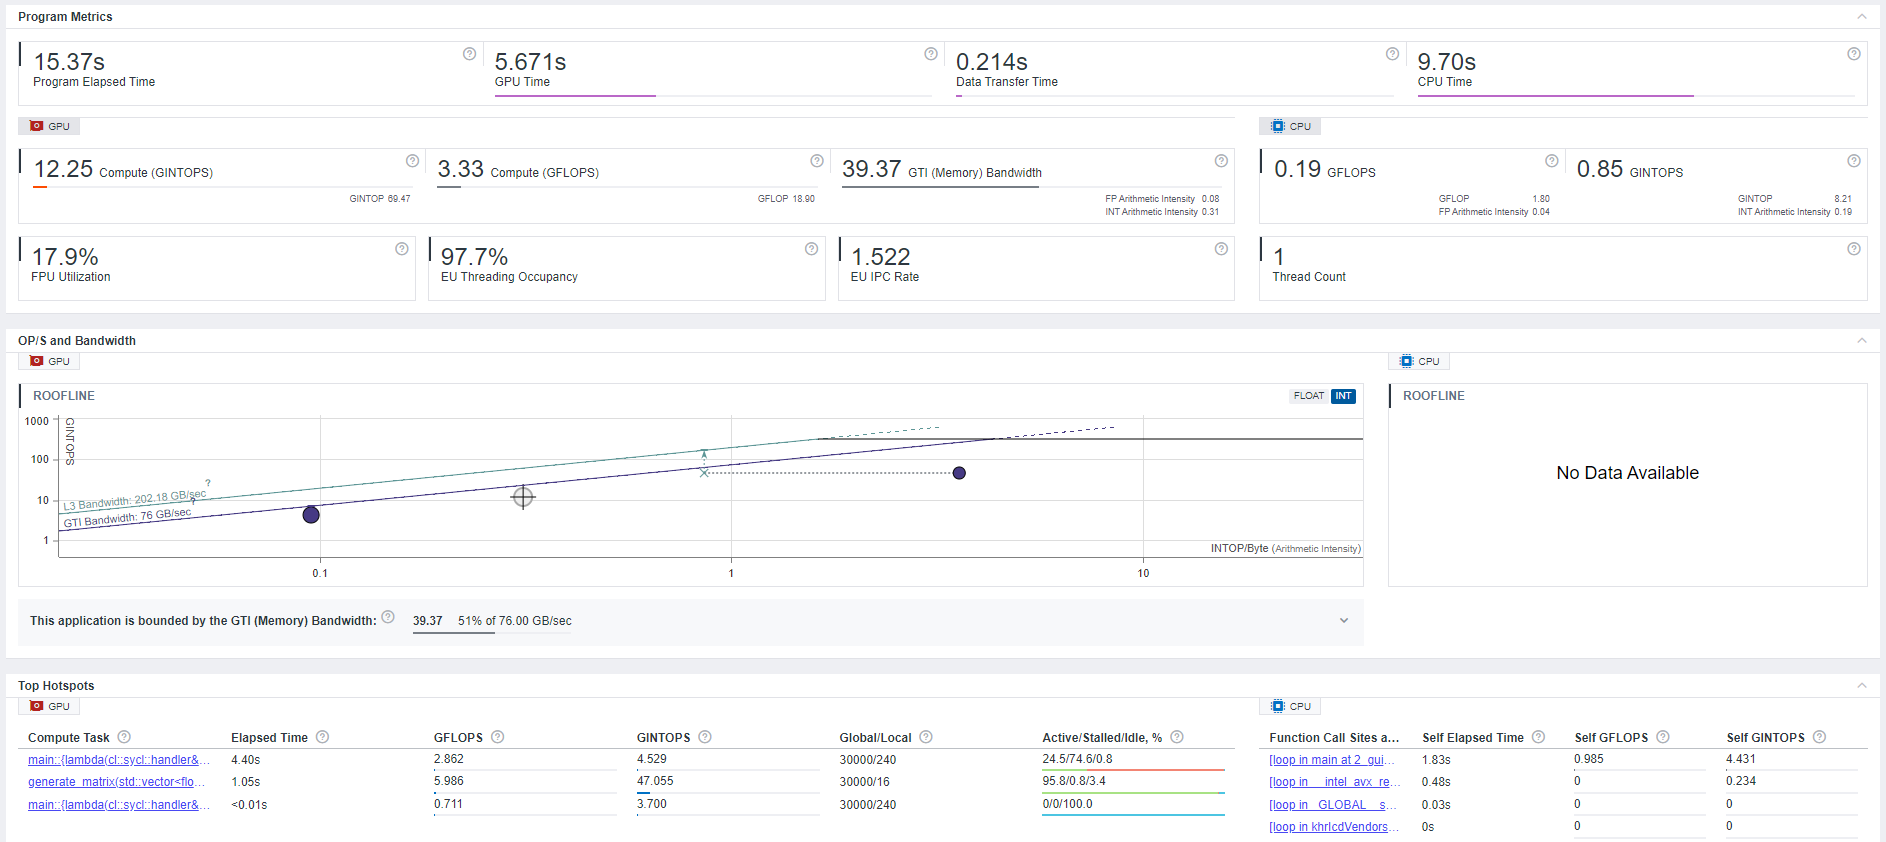 Program Metrics
15.37s
Program Elapsed Time
5.671s
GPU Time
0.214s
Data Transfer Time
9.70s
CPU Time
GPU
12.25 Compute (GINTOPS)
GINTOP 69.47
3.33 Compute (GFLOPS)
GFLOP 18.90
39.37 GTI (Memory) Bandwidth
FP Arithmetic Intensity 0.08
INT Arithmetic Intensity 0.31
17.9%
FPU Utilization
97.7%
EU Threading Occupancy
1.522
EU IPC Rate
CPU
0.19 GFLOPS
GFLOP 1.80
FP Arithmetic Intensity 0.04
0.85 GINTOPS
GINTOP 8.21
INT Arithmetic Intensity 0.19
1
Thread Count
OP/S and Bandwidth
GPU
ROOFLINE
FLOAT INT
GINTOPS
1000
100
10
1
L3 Bandwidth: 202.18 GB/sec
?
GTI Bandwidth: 76 GB/sec
?
INTOP/Byte (Arithmetic Intensity)
0.1 1 10
CPU
ROOFLINE
No Data Available
This application is bounded by the GTI (Memory) Bandwidth: 39.37 51% of 76.00 GB/sec
Top Hotspots
GPU
Compute Task Elapsed Time GFLOPS GINTOPS Global/Local Active/Stalled/Idle, %
main::{lambda(cl::sycl::handler&... 4.40s 2.862 4.529 30000/240 24.5/74.6/0.8
generate_matrix(std::vector<flo... 1.05s 5.986 47.055 30000/16 95.8/0.8/3.4
main::{lambda(cl::sycl::handler&... <0.01s 0.711 3.700 30000/240 0/0/100.0
CPU
Function Call Sites a... Self Elapsed Time Self GFLOPS Self GINTOPS
[loop in main at 2_gui... 1.83s 0.985 4.431
[loop in __intel_avx_re... 0.48s 0 0.234
[loop in _GLOBAL__s... 0.03s 0 0
[loop in khrIcdVendors... 0s 0 0